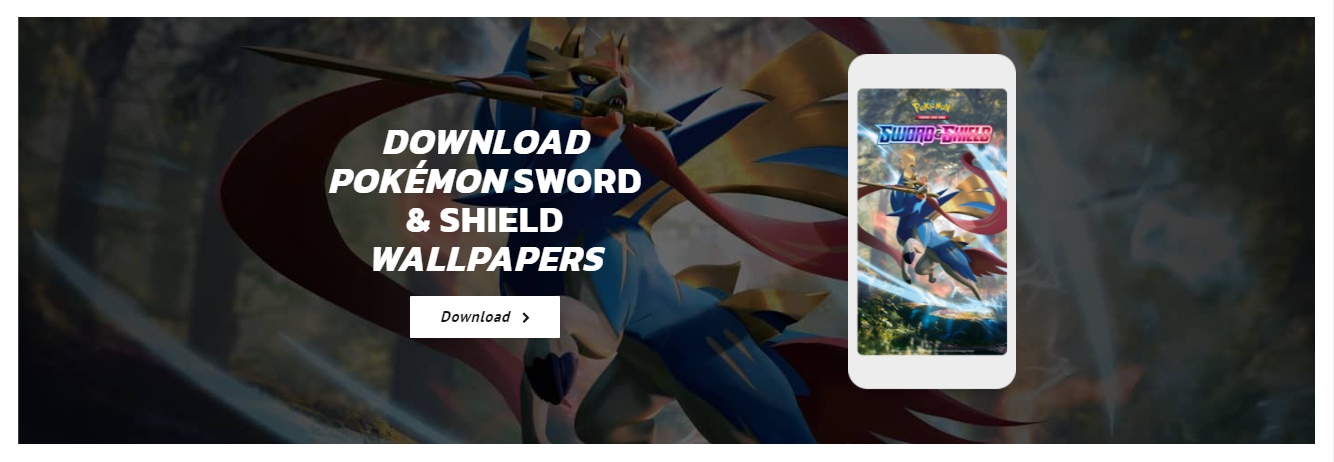 DOWNLOAD
POKÉMON SWORD
& SHIELD
WALLPAPERS
Download
POKéMON
SWORD & SHIELD